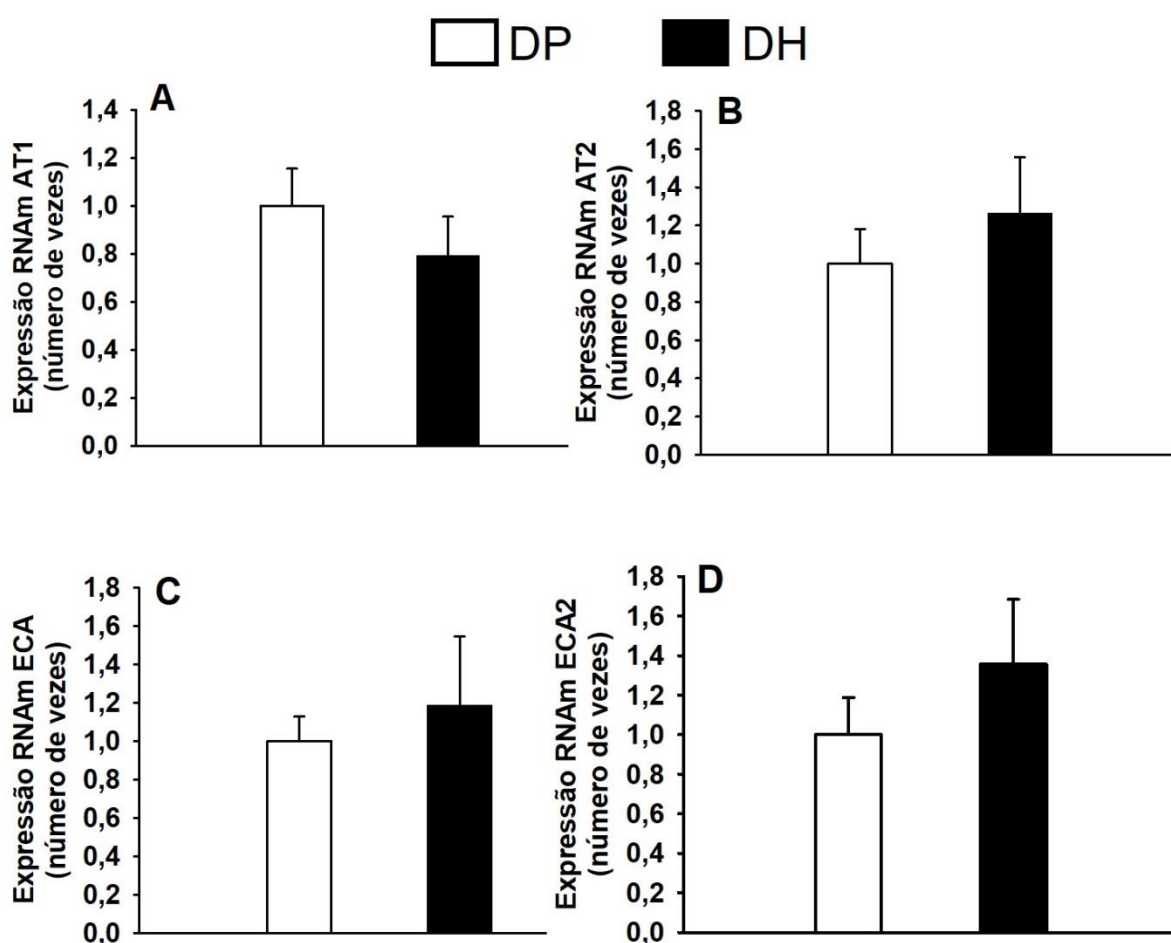 DP DH
A
Expressão RNAm AT1
(número de vezes)
1,4
1,2
1,0
0,8
0,6
0,4
0,2
0,0
B
Expressão RNAm AT2
(número de vezes)
1,8
1,6
1,4
1,2
1,0
0,8
0,6
0,4
0,2
0,0
C
Expressão RNAm ECA
(número de vezes)
1,8
1,6
1,4
1,2
1,0
0,8
0,6
0,4
0,2
0,0
D
Expressão RNAm ECA2
(número de vezes)
1,8
1,6
1,4
1,2
1,0
0,8
0,6
0,4
0,2
0,0